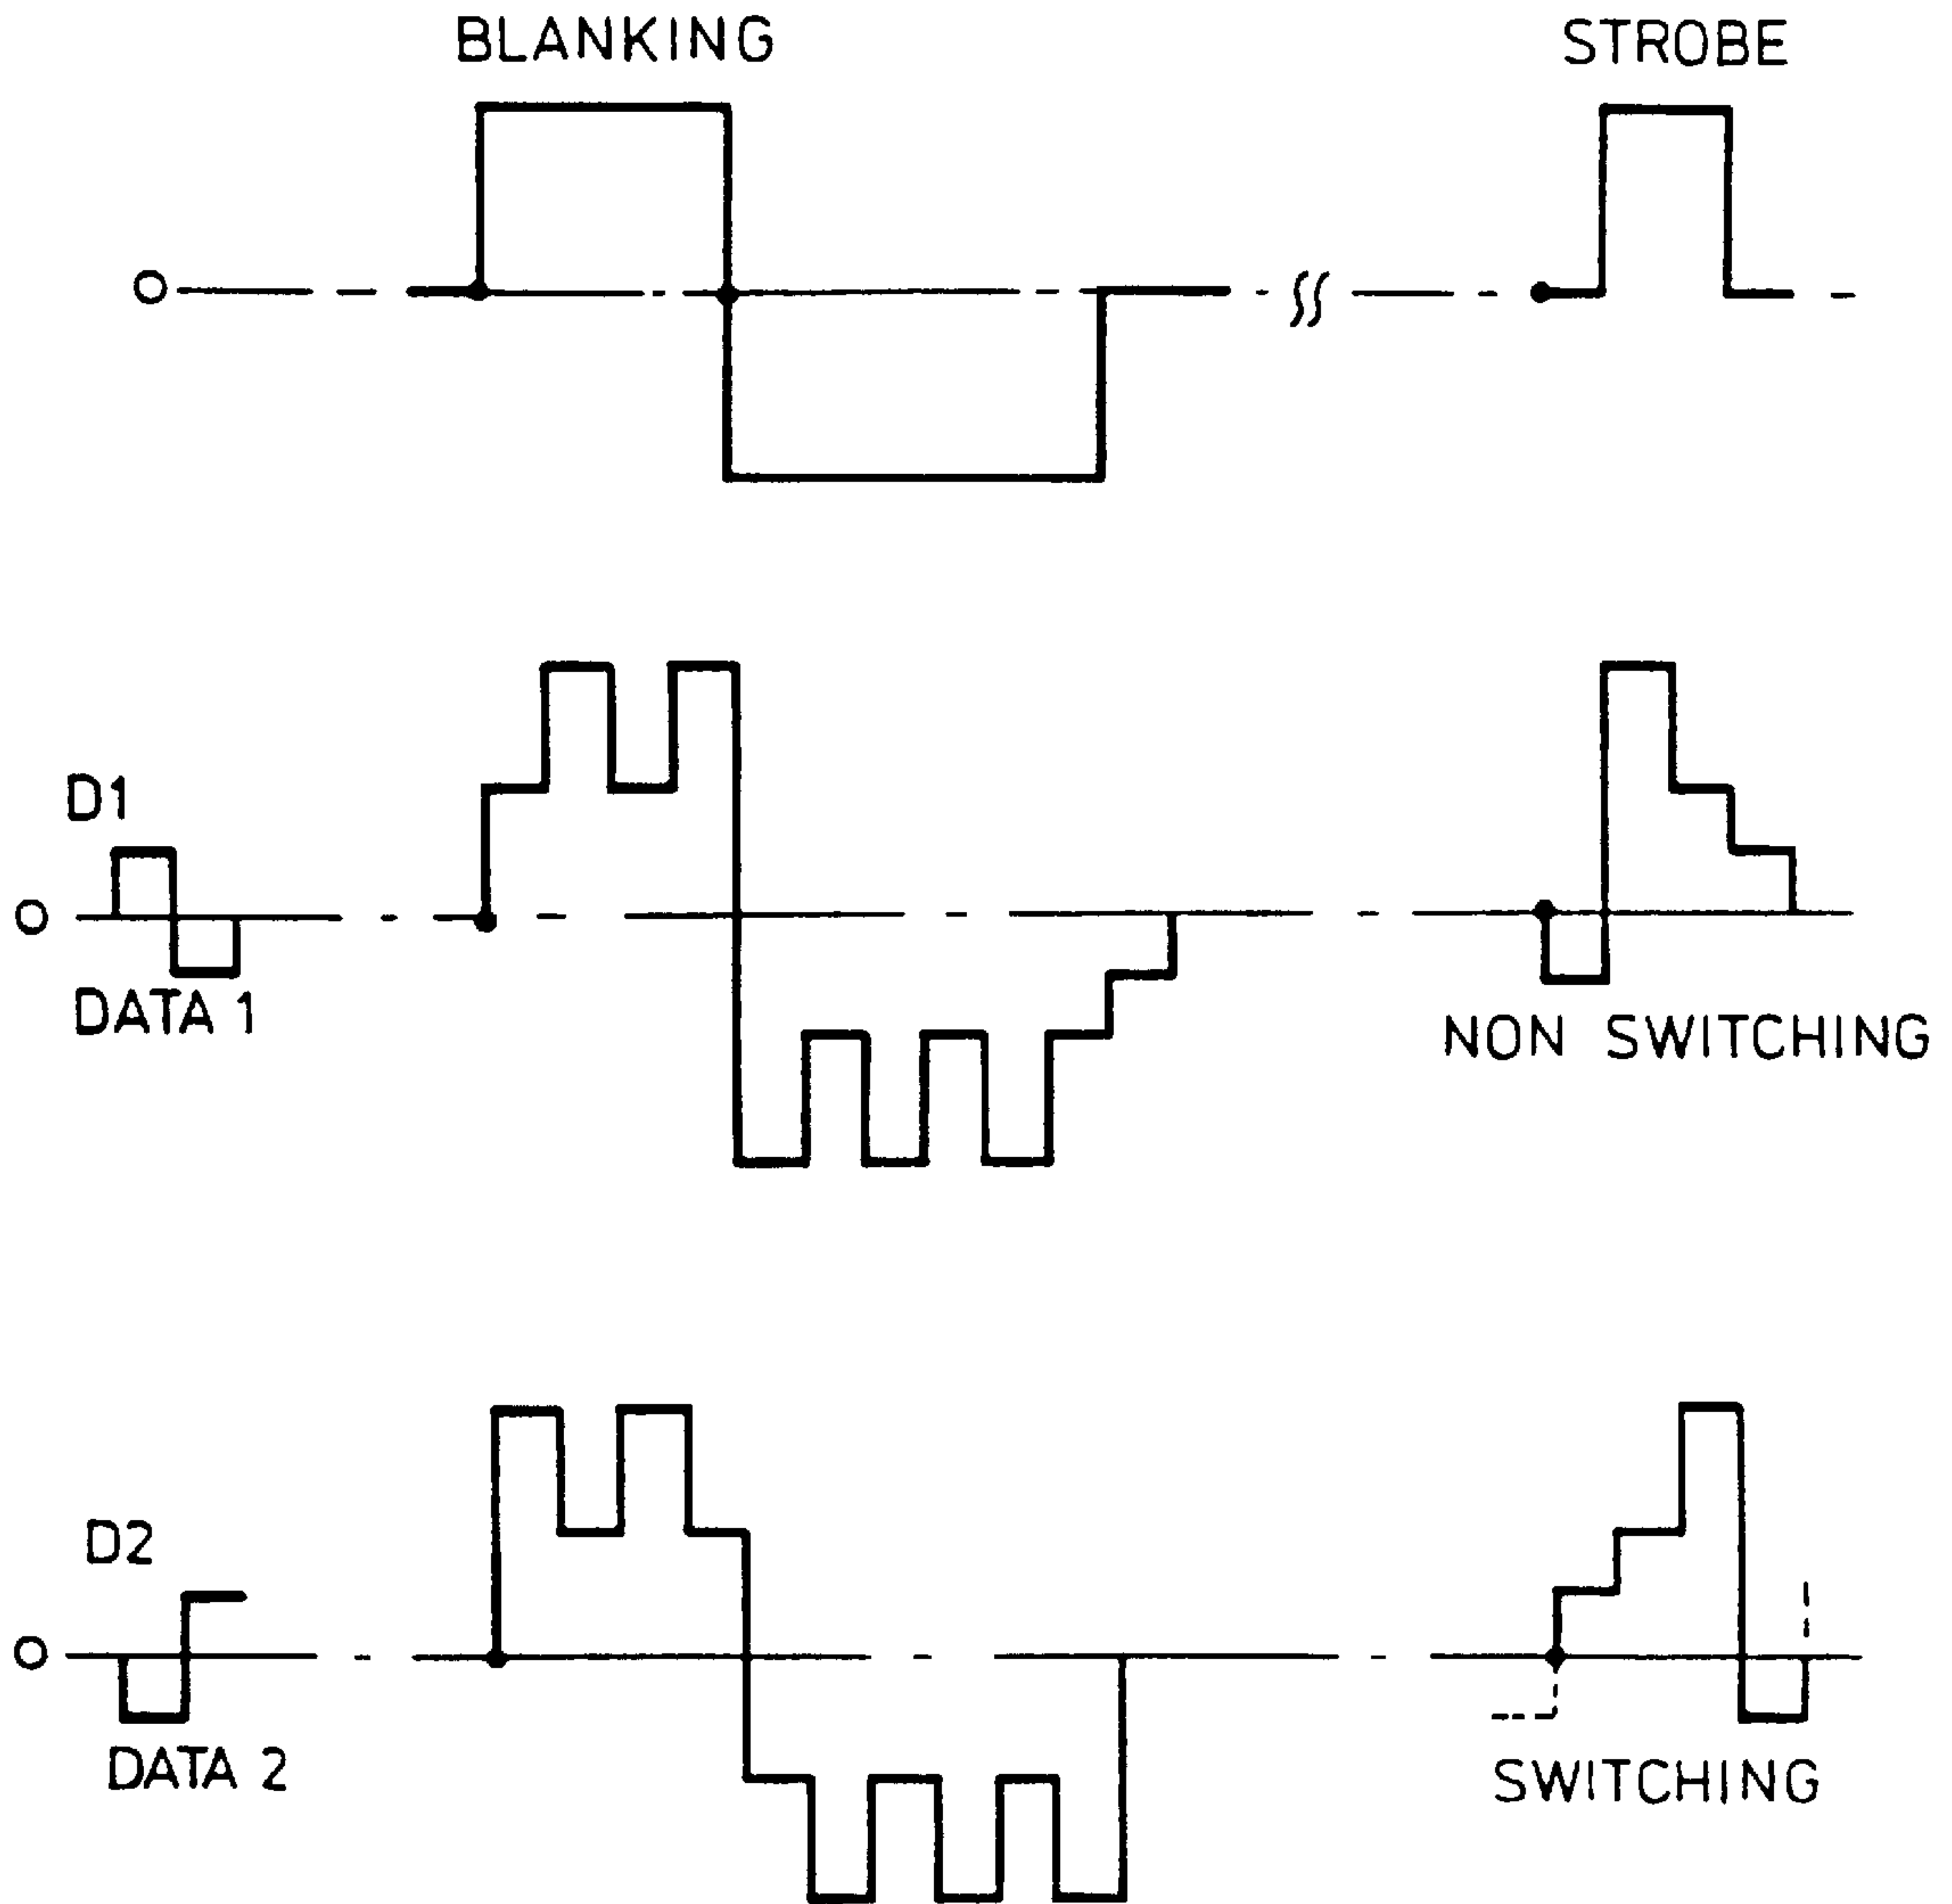 BLANKING STROBE
O
D1
O
DATA 1
NON SWITCHING
D2
O
DATA 2
SWITCHING